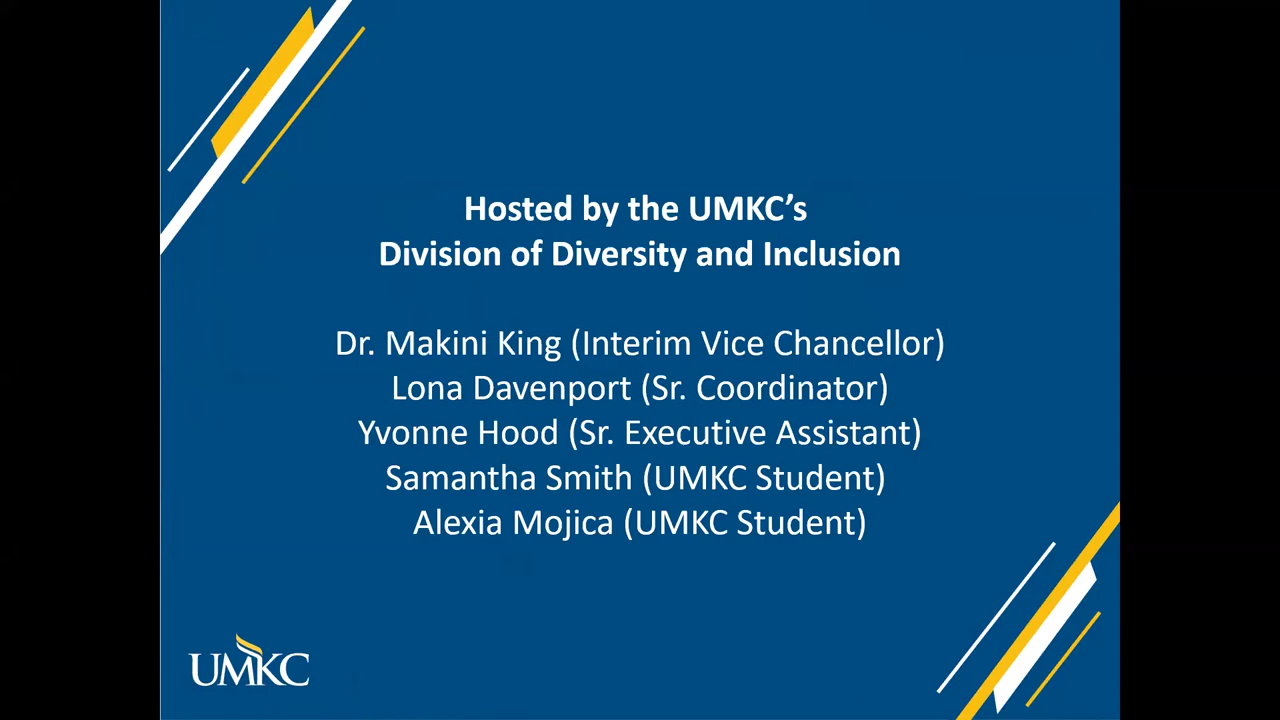 Hosted by the UMKC’s
Division of Diversity and Inclusion
Dr. Makini King (Interim Vice Chancellor)
Lona Davenport (Sr. Coordinator)
Yvonne Hood (Sr. Executive Assistant)
Samantha Smith (UMKC Student)
Alexia Mojica (UMKC Student)
UMKC